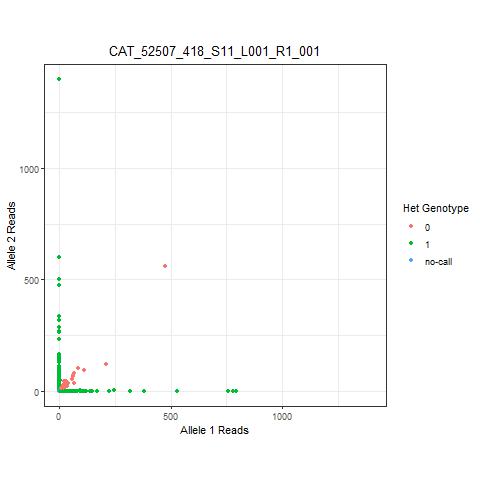 CAT_52507_418_S11_L001_R1_001
Allele 2 Reads
1000
500
0
0
500
1000
Allele 1 Reads
Het Genotype
0
1
no-call